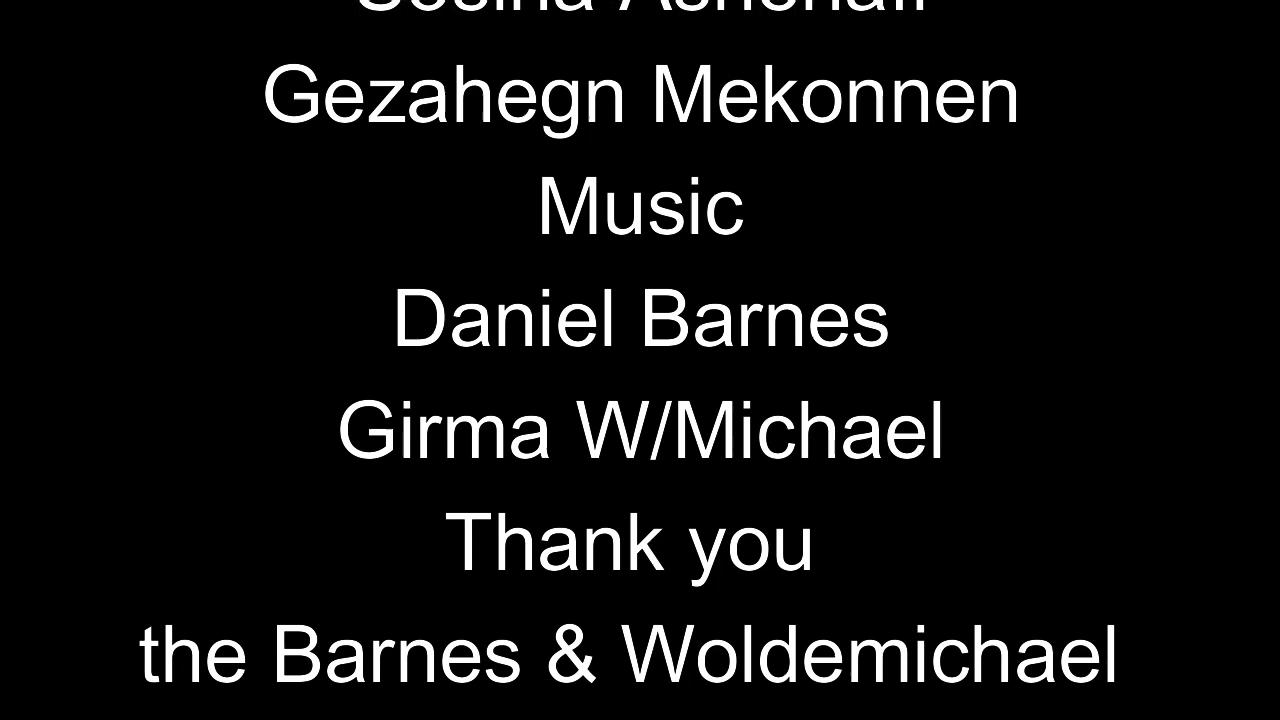 Gezahegn Mekonnen
Music
Daniel Barnes
Girma W/Michael
Thank you
the Barnes & Woldemichael